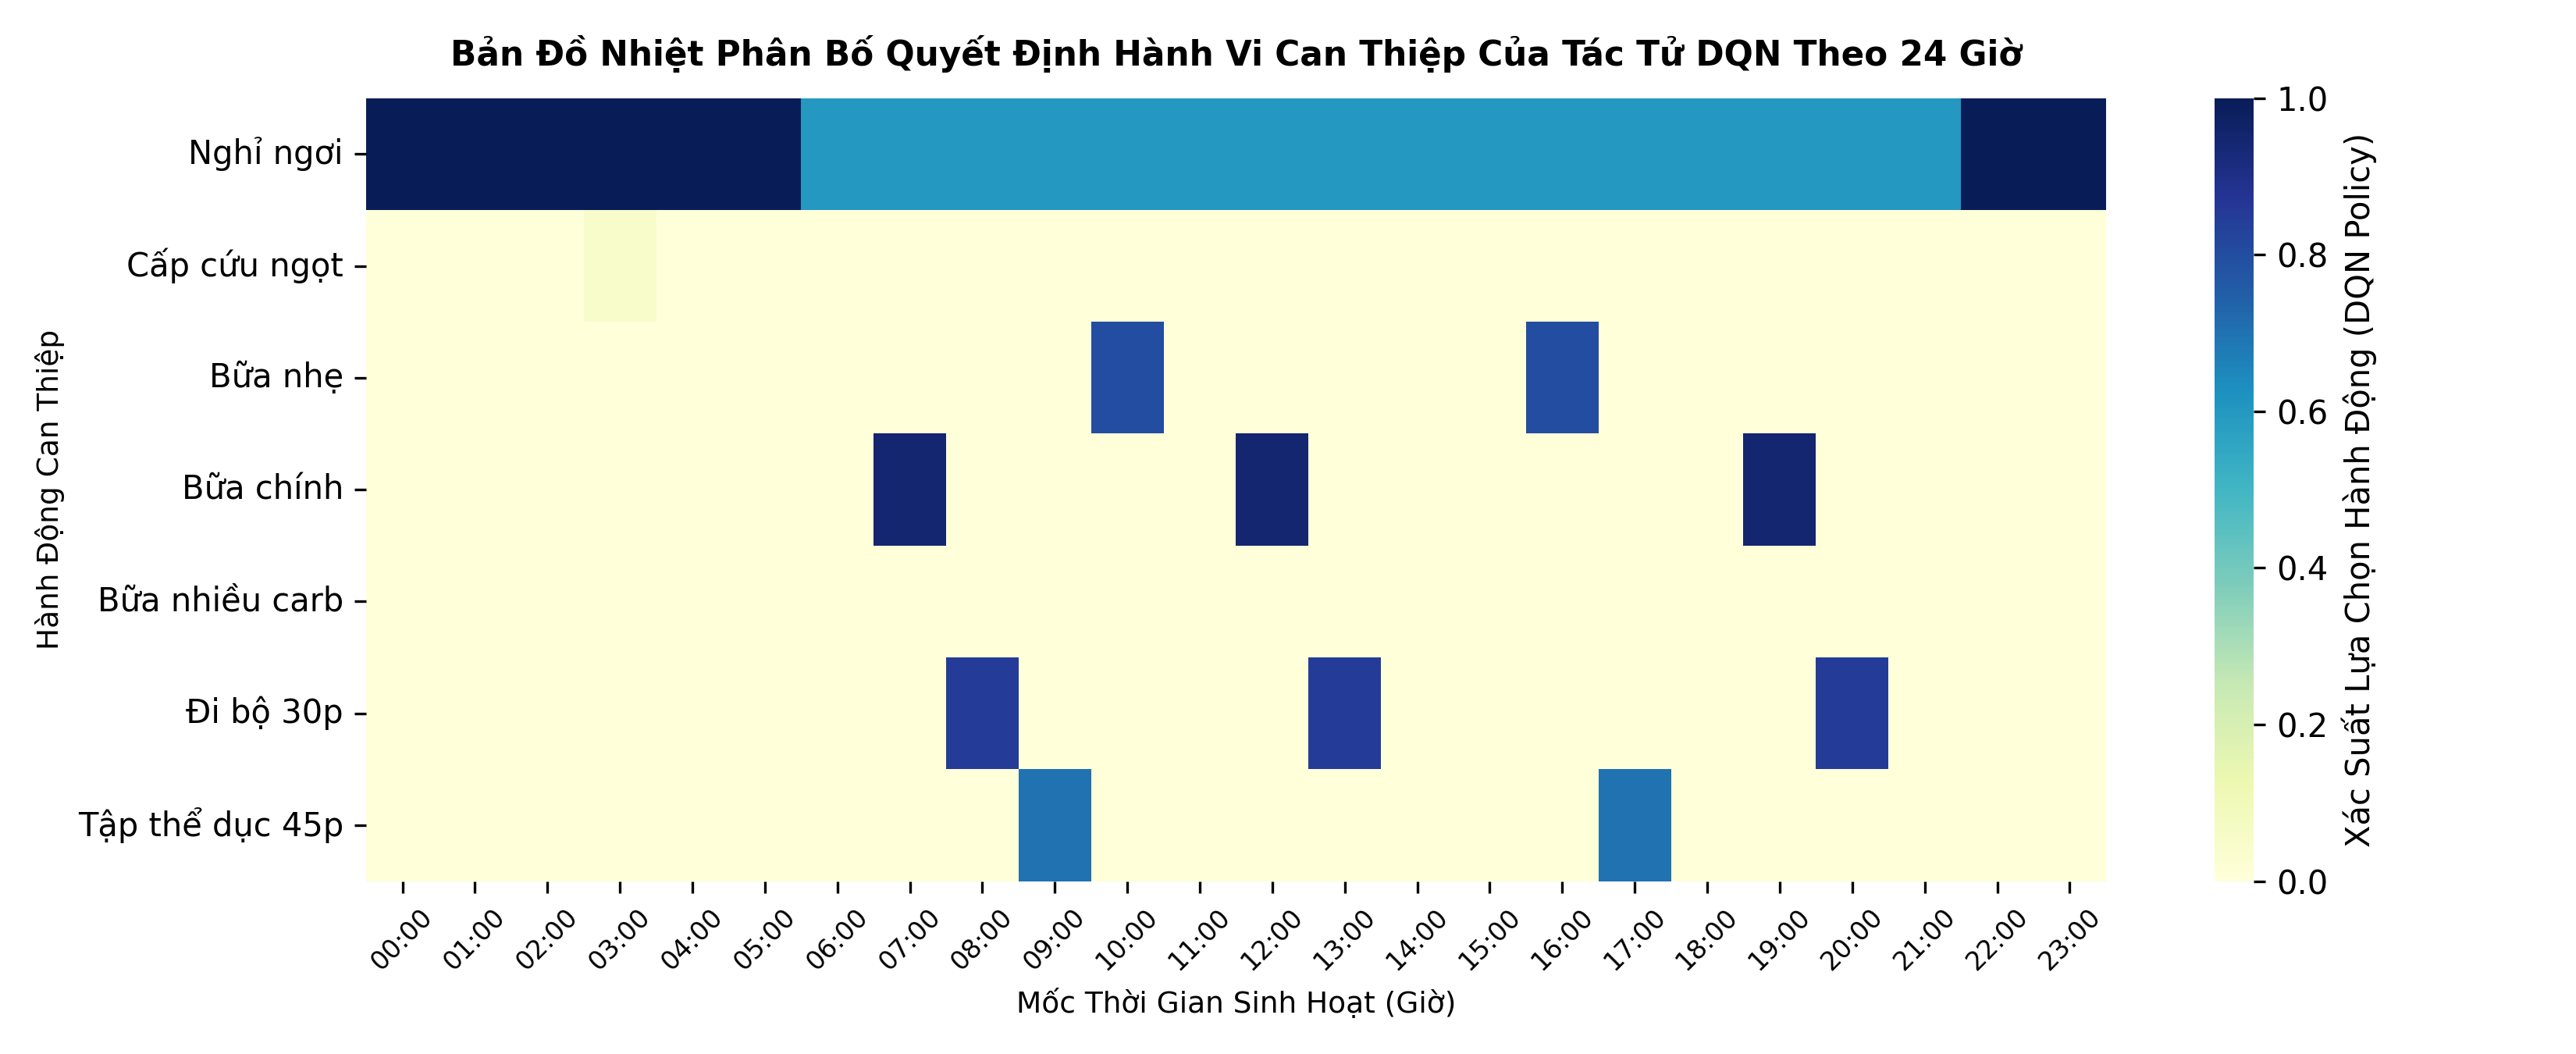 Bản Đồ Nhiệt Phân Bố Quyết Định Hành Vi Can Thiệp Của Tác Tử DQN Theo 24 Giờ
Hành Động Can Thiệp
Nghỉ ngơi
Cấp cứu ngọt
Bữa nhẹ
Bữa chính
Bữa nhiều carb
Đi bộ 30p
Tập thể dục 45p
00:00 01:00 02:00 03:00 04:00 05:00 06:00 07:00 08:00 09:00 10:00 11:00 12:00 13:00 14:00 15:00 16:00 17:00 18:00 19:00 20:00 21:00 22:00 23:00
Mốc Thời Gian Sinh Hoạt (Giờ)
1.0
0.8
0.6
0.4
0.2
0.0
Xác Suất Lựa Chọn Hành Động (DQN Policy)